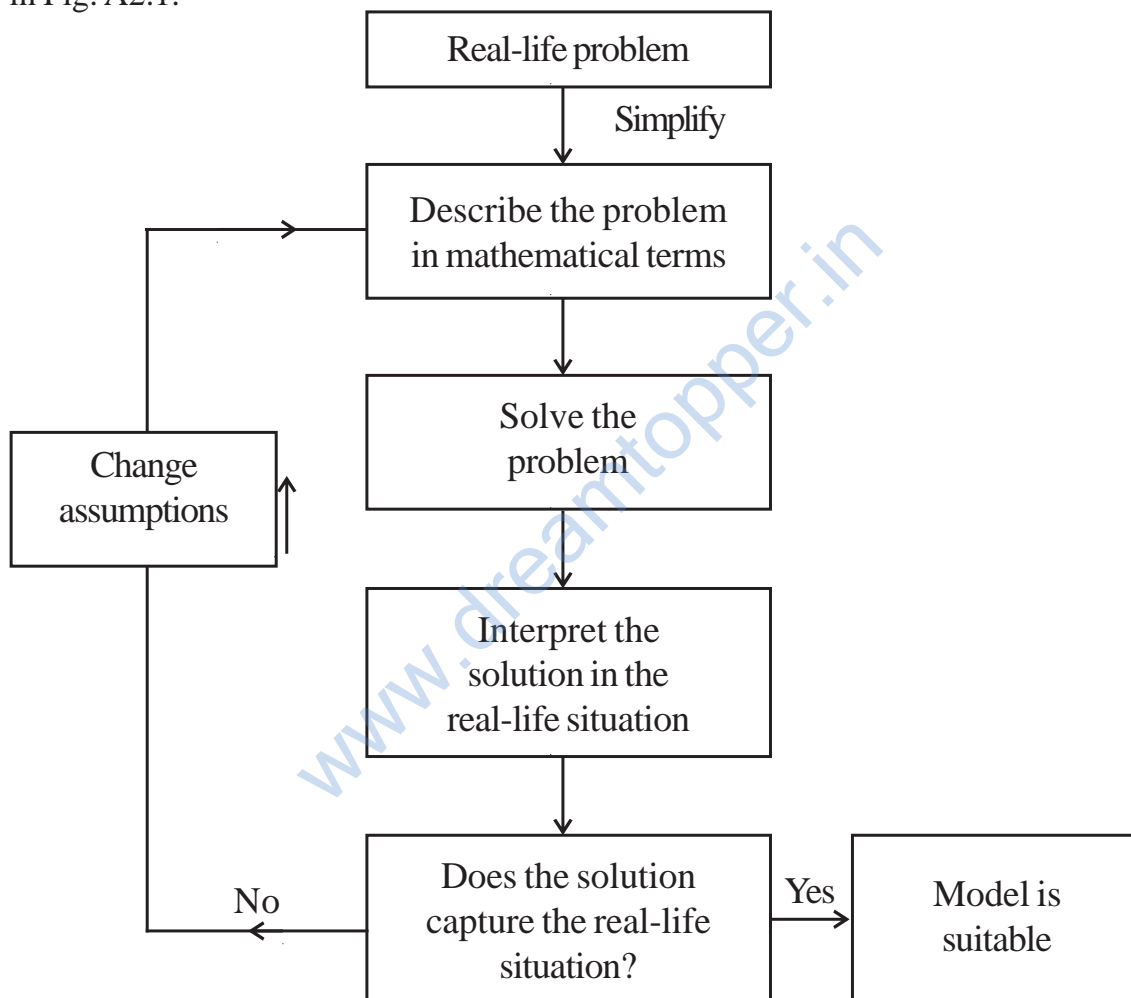 in Fig. A2.1.
Real-life problem
Simplify
Describe the problem
in mathematical terms
Solve the
problem
Change
assumptions
Interpret the
solution in the
real-life situation
Does the solution
capture the real-life
situation?
No
Yes
Model is
suitable
www.dreamtopper.in